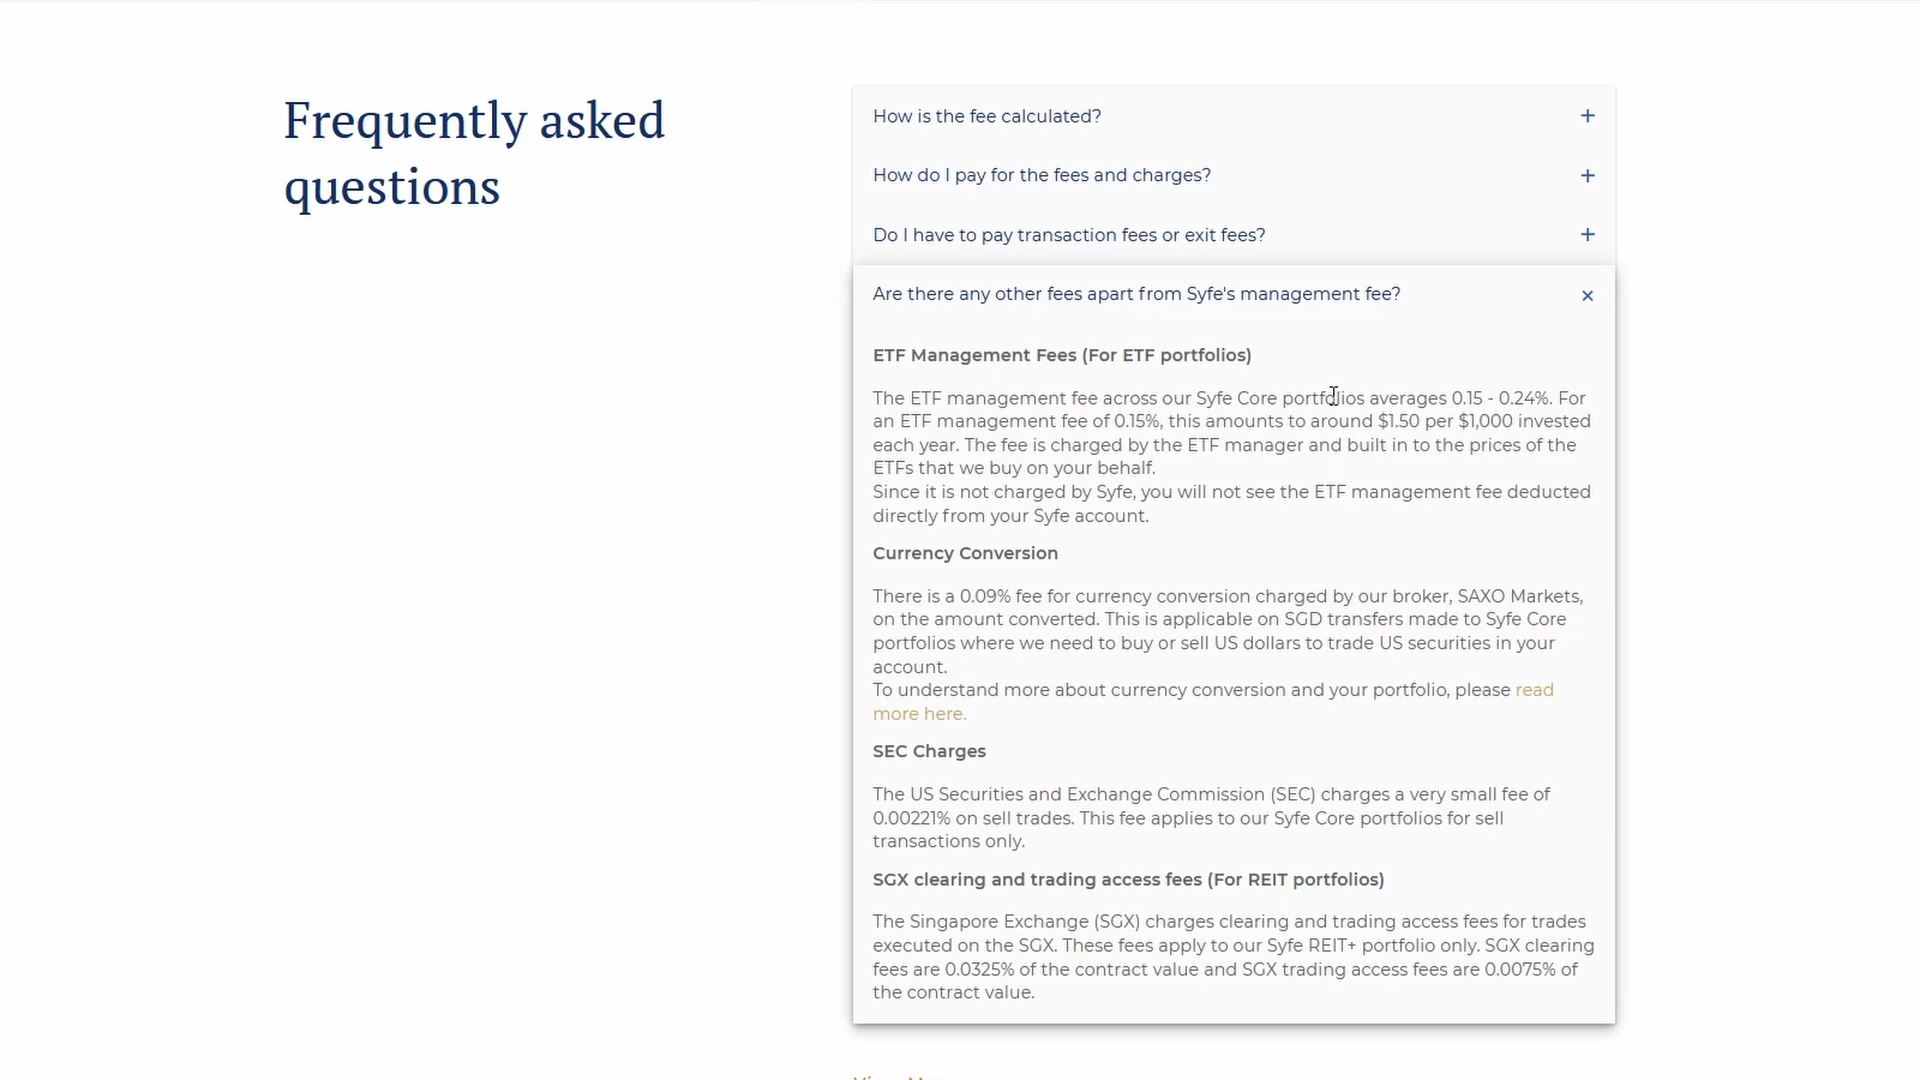 Frequently asked
questions
How is the fee calculated?
How do I pay for the fees and charges?
Do I have to pay transaction fees or exit fees?
Are there any other fees apart from Syfe's management fee?
ETF Management Fees (For ETF portfolios)
The ETF management fee across our Syfe Core portfolios averages 0.15 - 0.24%. For
an ETF management fee of 0.15%, this amounts to around $1.50 per $1,000 invested
each year. The fee is charged by the ETF manager and built in to the prices of the
ETFs that we buy on your behalf.
Since it is not charged by Syfe, you will not see the ETF management fee deducted
directly from your Syfe account.
Currency Conversion
There is a 0.09% fee for currency conversion charged by our broker, SAXO Markets,
on the amount converted. This is applicable on SGD transfers made to Syfe Core
portfolios where we need to buy or sell US dollars to trade US securities in your
account.
To understand more about currency conversion and your portfolio, please read
more here.
SEC Charges
The US Securities and Exchange Commission (SEC) charges a very small fee of
0.00221% on sell trades. This fee applies to our Syfe Core portfolios for sell
transactions only.
SGX clearing and trading access fees (For REIT portfolios)
The Singapore Exchange (SGX) charges clearing and trading access fees for trades
executed on the SGX. These fees apply to our Syfe REIT+ portfolio only. SGX clearing
fees are 0.0325% of the contract value and SGX trading access fees are 0.0075% of
the contract value.